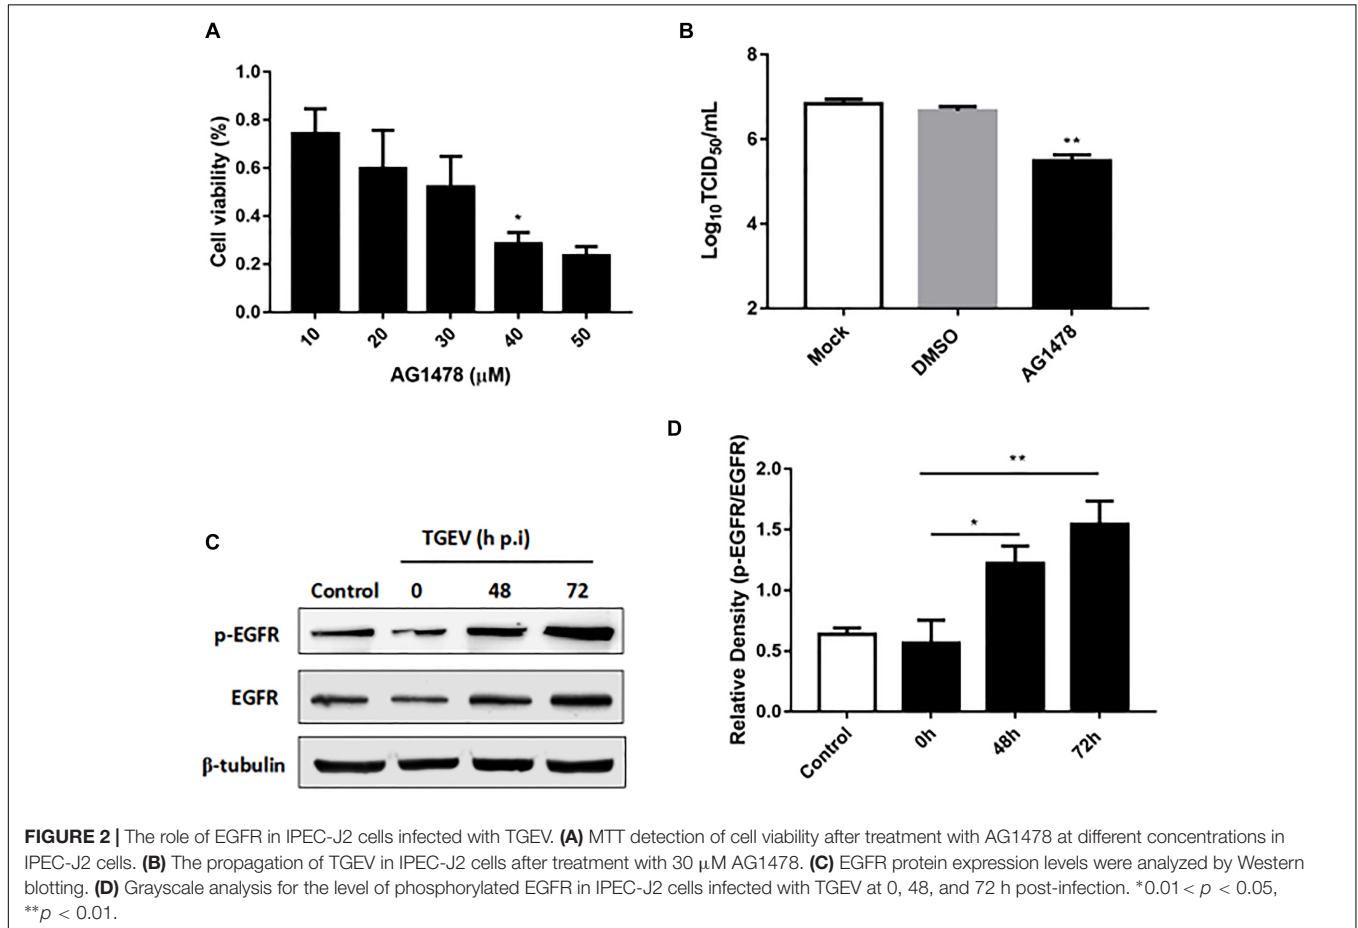 A
Cell viability (%)
1.0
0.8
0.6
0.4
0.2
0.0
*
10 20 30 40 50
AG1478 (μM)
B
Log10TCID50/mL
8
6
4
2
**
Mock DMSO AG1478
C
TGEV (h p.i)
Control 0 48 72
p-EGFR
EGFR
β-tubulin
D
Relative Density (p-EGFR/EGFR)
2.0
1.5
1.0
0.5
0.0
**
*
Control 0h 48h 72h
FIGURE 2 | The role of EGFR in IPEC-J2 cells infected with TGEV. (A) MTT detection of cell viability after treatment with AG1478 at different concentrations in
IPEC-J2 cells. (B) The propagation of TGEV in IPEC-J2 cells after treatment with 30 μM AG1478. (C) EGFR protein expression levels were analyzed by Western
blotting. (D) Grayscale analysis for the level of phosphorylated EGFR in IPEC-J2 cells infected with TGEV at 0, 48, and 72 h post-infection. *0.01< p < 0.05,
**p < 0.01.